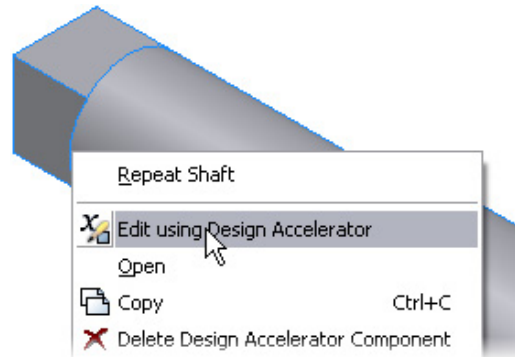 Repeat Shaft
Edit using Design Accelerator
Open
Copy Ctrl+C
Delete Design Accelerator Component